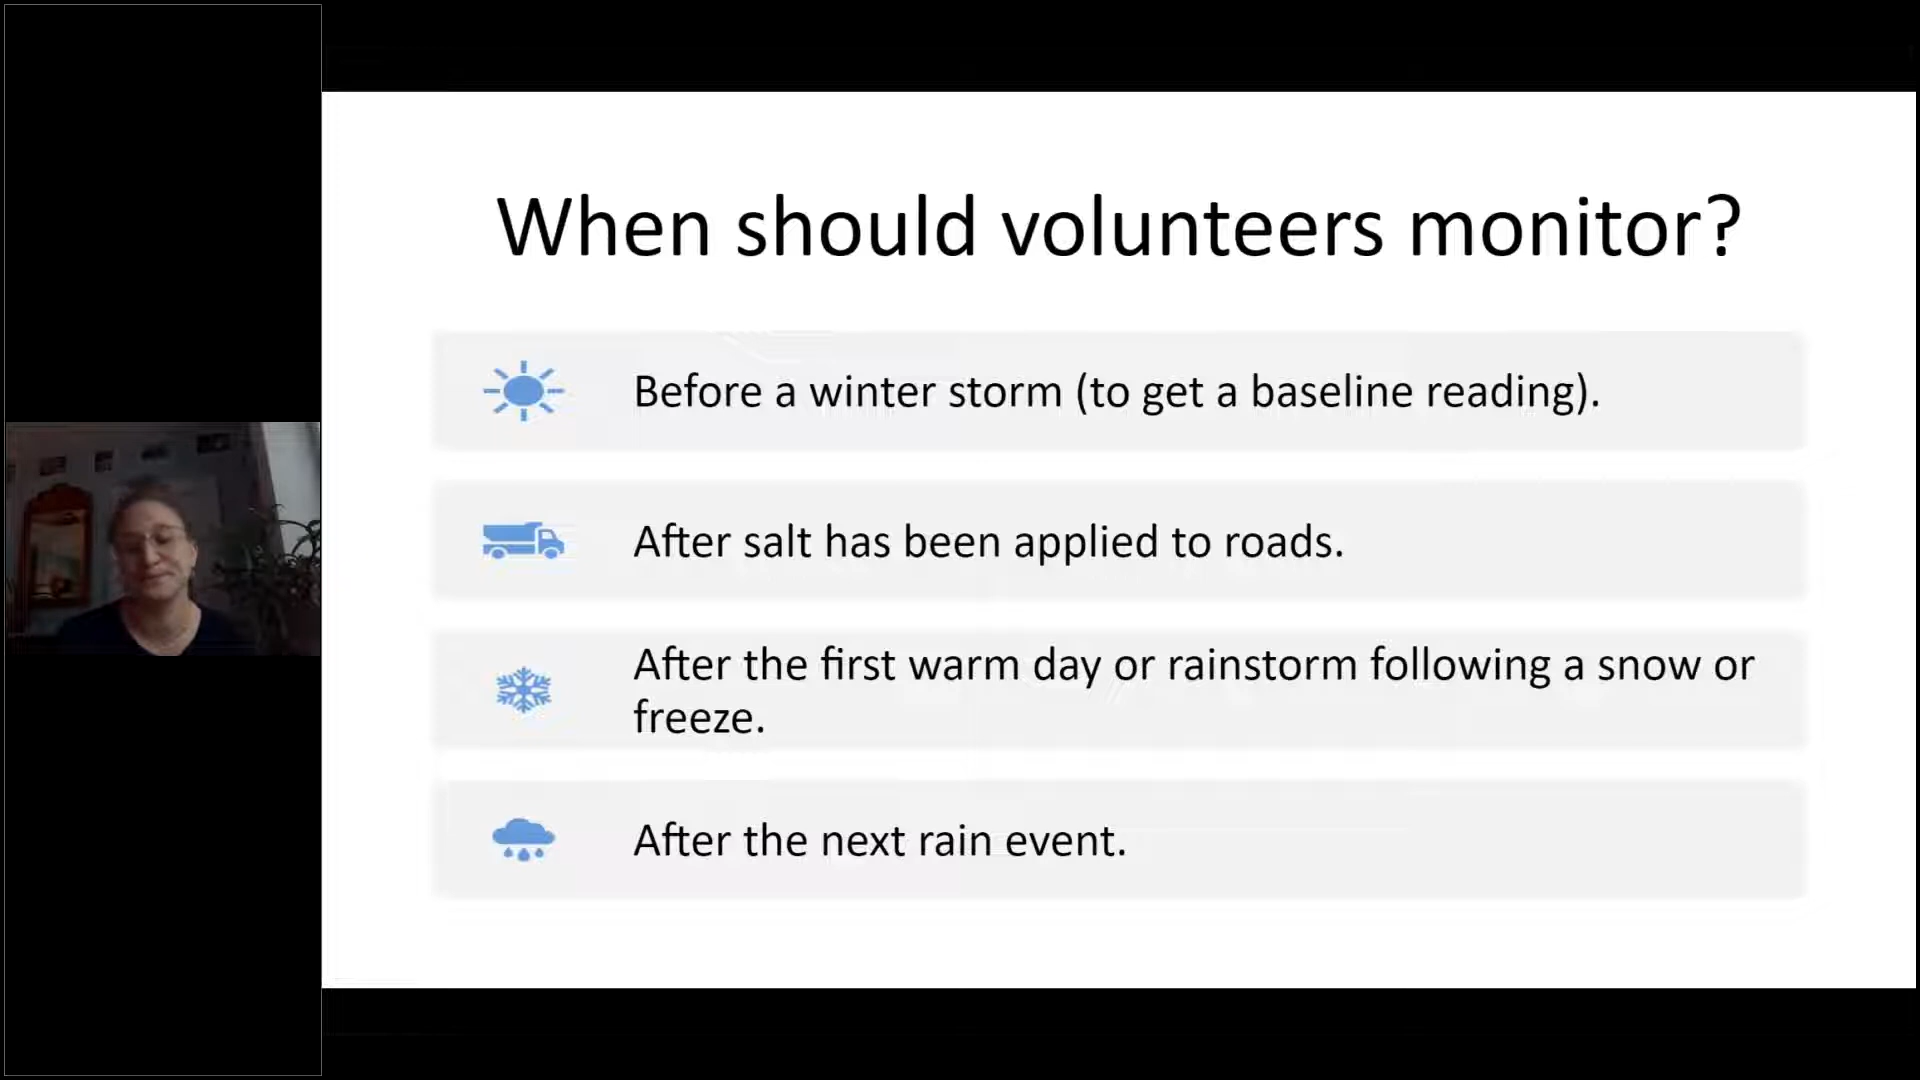 When should volunteers monitor?
Before a winter storm (to get a baseline reading).
After salt has been applied to roads.
After the first warm day or rainstorm following a snow or
freeze.
After the next rain event.